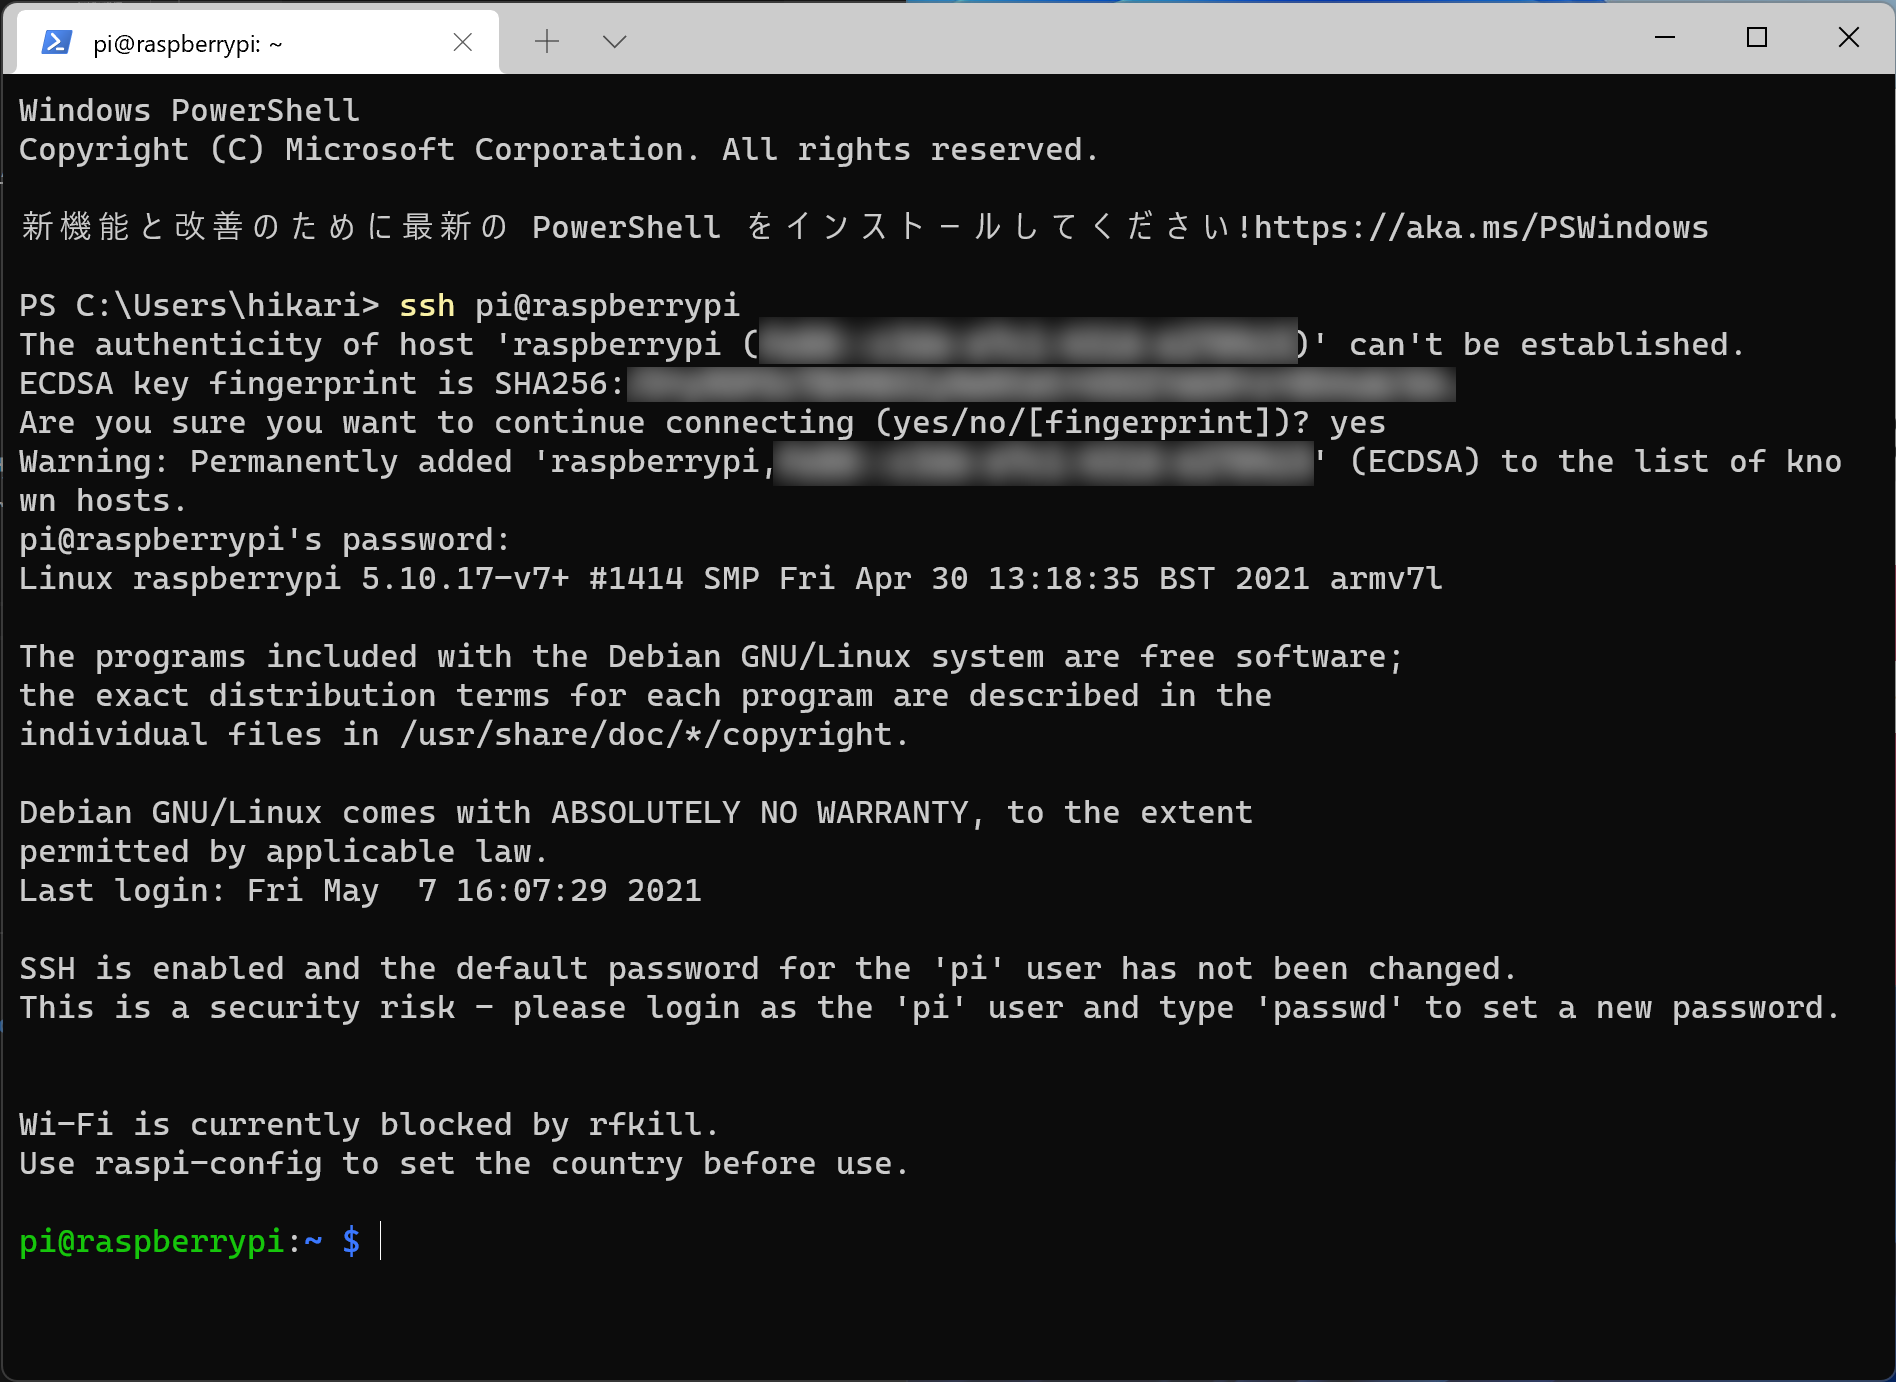 pi@raspberrypi: ~
Windows PowerShell
Copyright (C) Microsoft Corporation. All rights reserved.
新機能と改善のために最新の PowerShell をインストールしてください!https://aka.ms/PSWindows
PS C:\Users\hikari> ssh pi@raspberrypi
The authenticity of host 'raspberrypi ()' can't be established.
ECDSA key fingerprint is SHA256:
Are you sure you want to continue connecting (yes/no/[fingerprint])? yes
Warning: Permanently added 'raspberrypi,' (ECDSA) to the list of kno
wn hosts.
pi@raspberrypi's password:
Linux raspberrypi 5.10.17-v7+ #1414 SMP Fri Apr 30 13:18:35 BST 2021 armv7l
The programs included with the Debian GNU/Linux system are free software;
the exact distribution terms for each program are described in the
individual files in /usr/share/doc/*/copyright.
Debian GNU/Linux comes with ABSOLUTELY NO WARRANTY, to the extent
permitted by applicable law.
Last login: Fri May  7 16:07:29 2021
SSH is enabled and the default password for the 'pi' user has not been changed.
This is a security risk - please login as the 'pi' user and type 'passwd' to set a new password.
Wi-Fi is currently blocked by rfkill.
Use raspi-config to set the country before use.
pi@raspberrypi:~ $